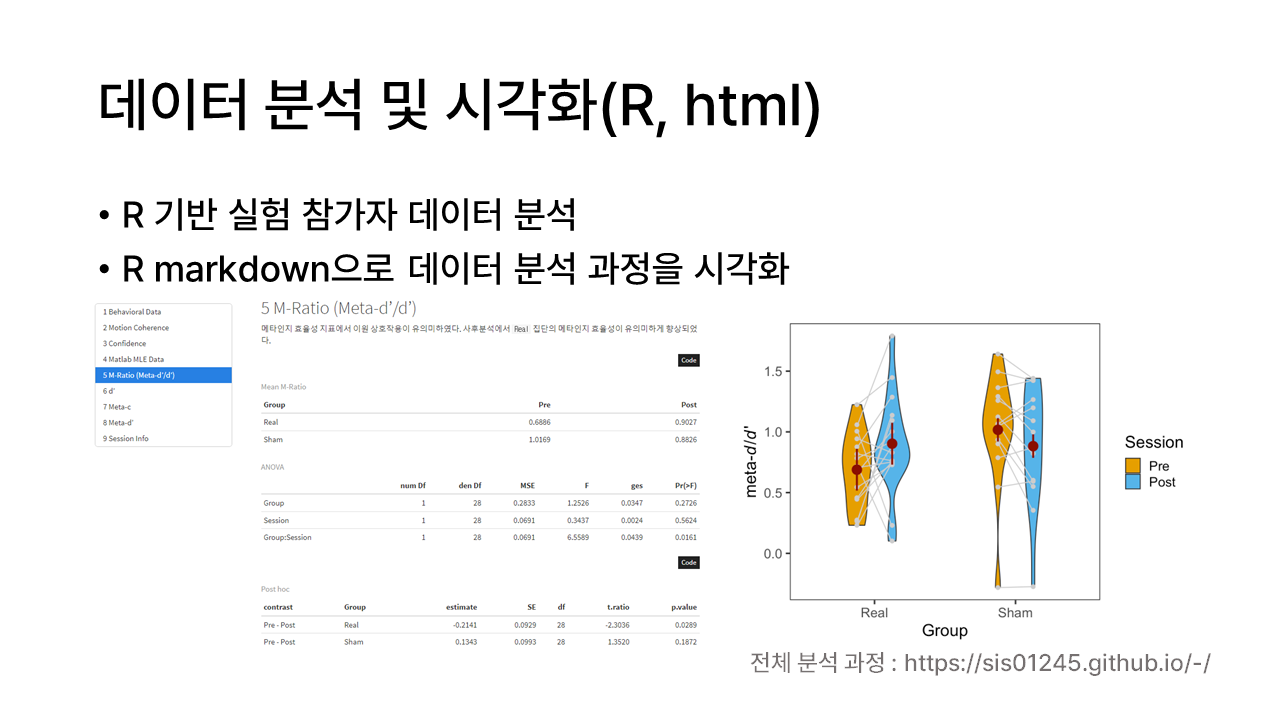 데이터 분석 및 시각화(R, html)
• R 기반 실험 참가자 데이터 분석
• R markdown으로 데이터 분석 과정을 시각화
1 Behavioral Data
2 Motion Coherence
3 Confidence
4 Matlab MLE Data
5 M-Ratio (Meta-d'/d')
6 d'
7 Meta-c
8 Meta-d'
9 Session Info
5 M-Ratio (Meta-d’/d’)
메타인지 효율성 지표에서 이원 상호작용이 유의미하였다. 사후분석에서 Real 집단의 메타인지 효율성이 유의미하게 향상되었
다.
Code
Mean M-Ratio
Group Pre Post
Real 0.6886 0.9027
Sham 1.0169 0.8826
ANOVA
num Df den Df MSE F ges Pr(>F)
Group 1 28 0.2833 1.2526 0.0347 0.2726
Session 1 28 0.0691 0.3437 0.0024 0.5624
Group:Session 1 28 0.0691 6.5589 0.0439 0.0161
Code
Post hoc
contrast Group estimate SE df t.ratio p.value
Pre - Post Real -0.2141 0.0929 28 -2.3036 0.0289
Pre - Post Sham 0.1343 0.0993 28 1.3520 0.1872
meta-d/d'
1.5
1.0
0.5
0.0
Real Sham
Group
Session
Pre
Post
전체 분석 과정 : https://sis01245.github.io/-/